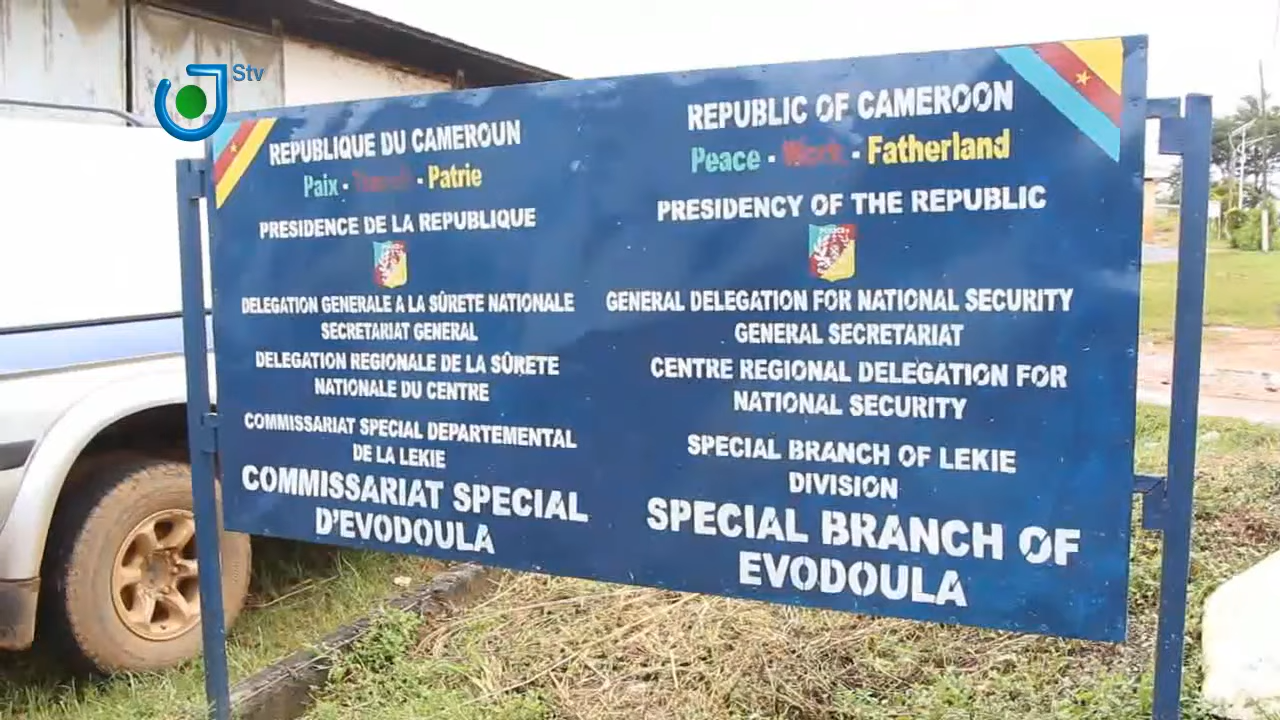 Stv
REPUBLIQUE DU CAMEROUN
Paix - Travail - Patrie
PRESIDENCE DE LA REPUBLIQUE
DELEGATION GENERALE A LA SÛRETE NATIONALE
SECRETARIAT GENERAL
DELEGATION REGIONALE DE LA SÛRETE
NATIONALE DU CENTRE
COMMISSARIAT SPECIAL DEPARTEMENTAL
DE LA LEKIE
COMMISSARIAT SPECIAL
D'EVODOULA
REPUBLIC OF CAMEROON
Peace - Work - Fatherland
PRESIDENCY OF THE REPUBLIC
GENERAL DELEGATION FOR NATIONAL SECURITY
GENERAL SECRETARIAT
CENTRE REGIONAL DELEGATION FOR
NATIONAL SECURITY
SPECIAL BRANCH OF LEKIE
DIVISION
SPECIAL BRANCH OF
EVODOULA